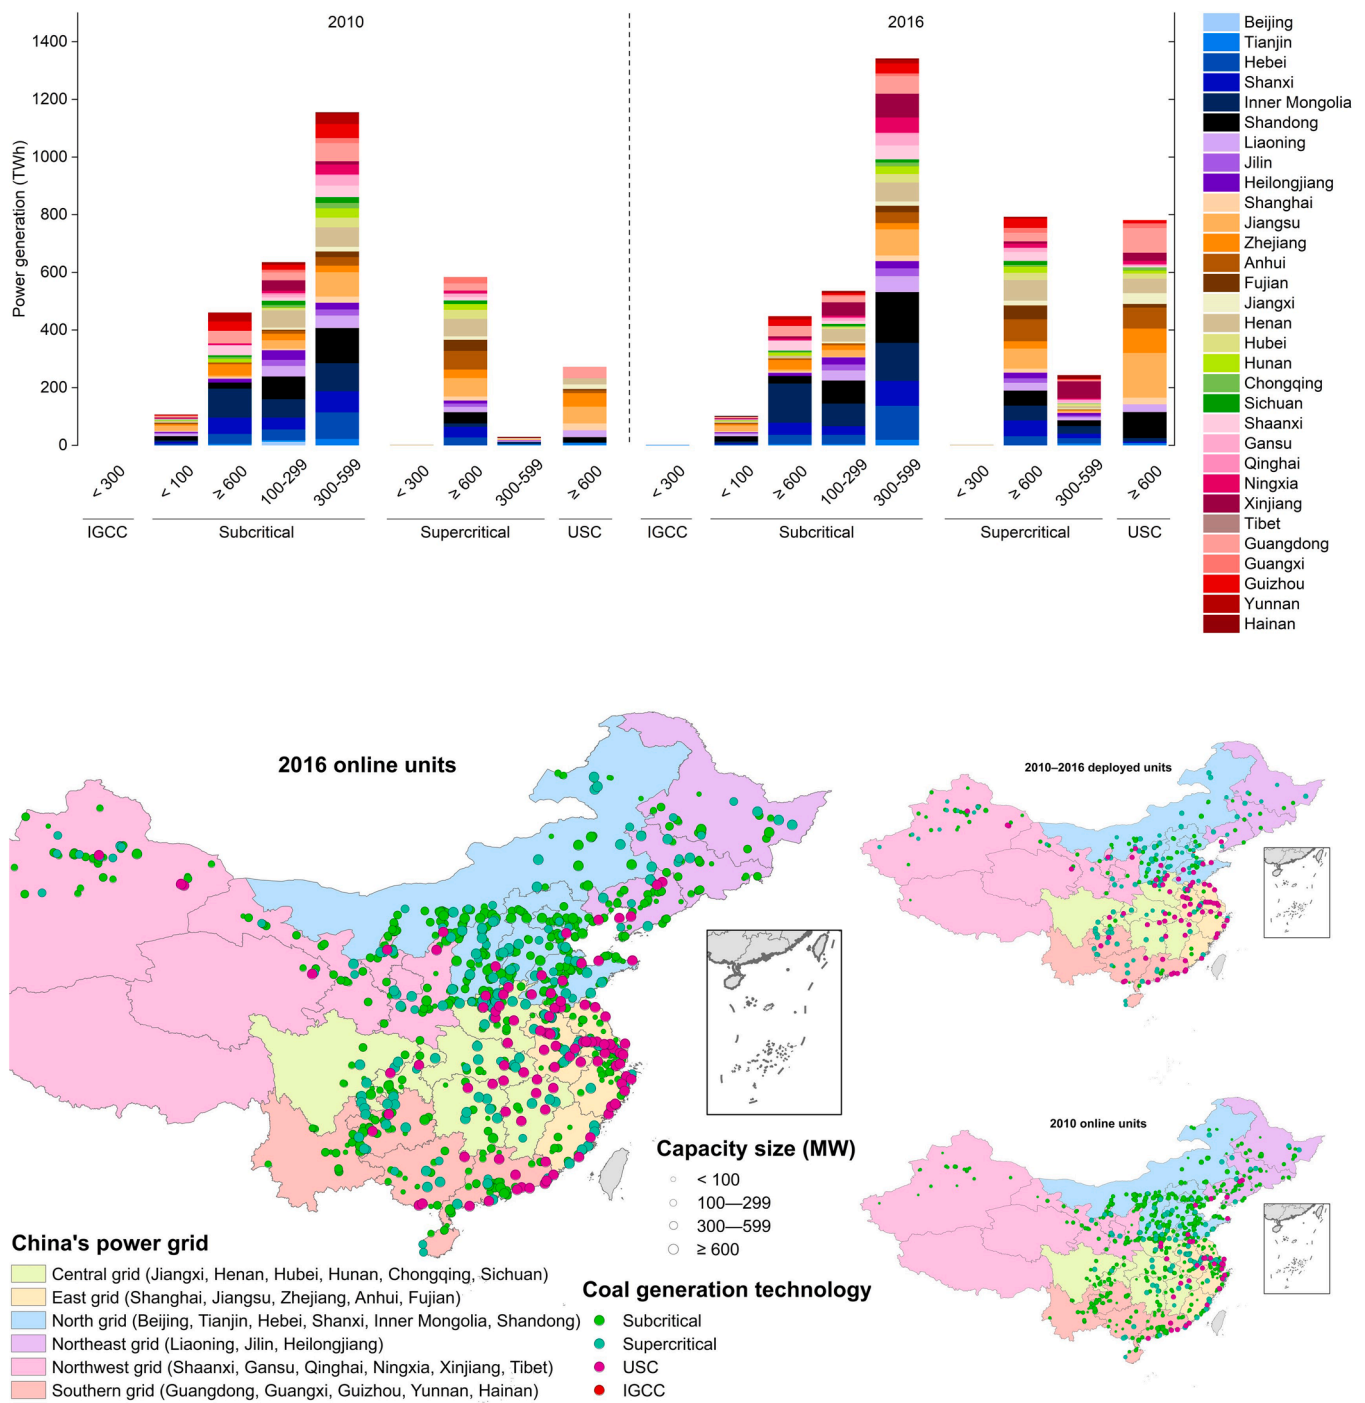 2010
2016
Power generation (TWh)
1400
1200
1000
800
600
400
200
0
< 300
< 100
≥ 600
100-299
300-599
< 300
≥ 600
300-599
≥ 600
< 300
< 100
≥ 600
100-299
300-599
< 300
≥ 600
300-599
≥ 600
IGCC
Subcritical
Supercritical
USC
IGCC
Subcritical
Supercritical
USC
Beijing
Tianjin
Hebei
Shanxi
Inner Mongolia
Shandong
Liaoning
Jilin
Heilongjiang
Shanghai
Jiangsu
Zhejiang
Anhui
Fujian
Jiangxi
Henan
Hubei
Hunan
Chongqing
Sichuan
Shaanxi
Gansu
Qinghai
Ningxia
Xinjiang
Tibet
Guangdong
Guangxi
Guizhou
Yunnan
Hainan
2016 online units
2010–2016 deployed units
2010 online units
Capacity size (MW)
< 100
100—299
300—599
≥ 600
China's power grid
Central grid (Jiangxi, Henan, Hubei, Hunan, Chongqing, Sichuan)
East grid (Shanghai, Jiangsu, Zhejiang, Anhui, Fujian)
North grid (Beijing, Tianjin, Hebei, Shanxi, Inner Mongolia, Shandong)
Northeast grid (Liaoning, Jilin, Heilongjiang)
Northwest grid (Shaanxi, Gansu, Qinghai, Ningxia, Xinjiang, Tibet)
Southern grid (Guangdong, Guangxi, Guizhou, Yunnan, Hainan)
Coal generation technology
Subcritical
Supercritical
USC
IGCC